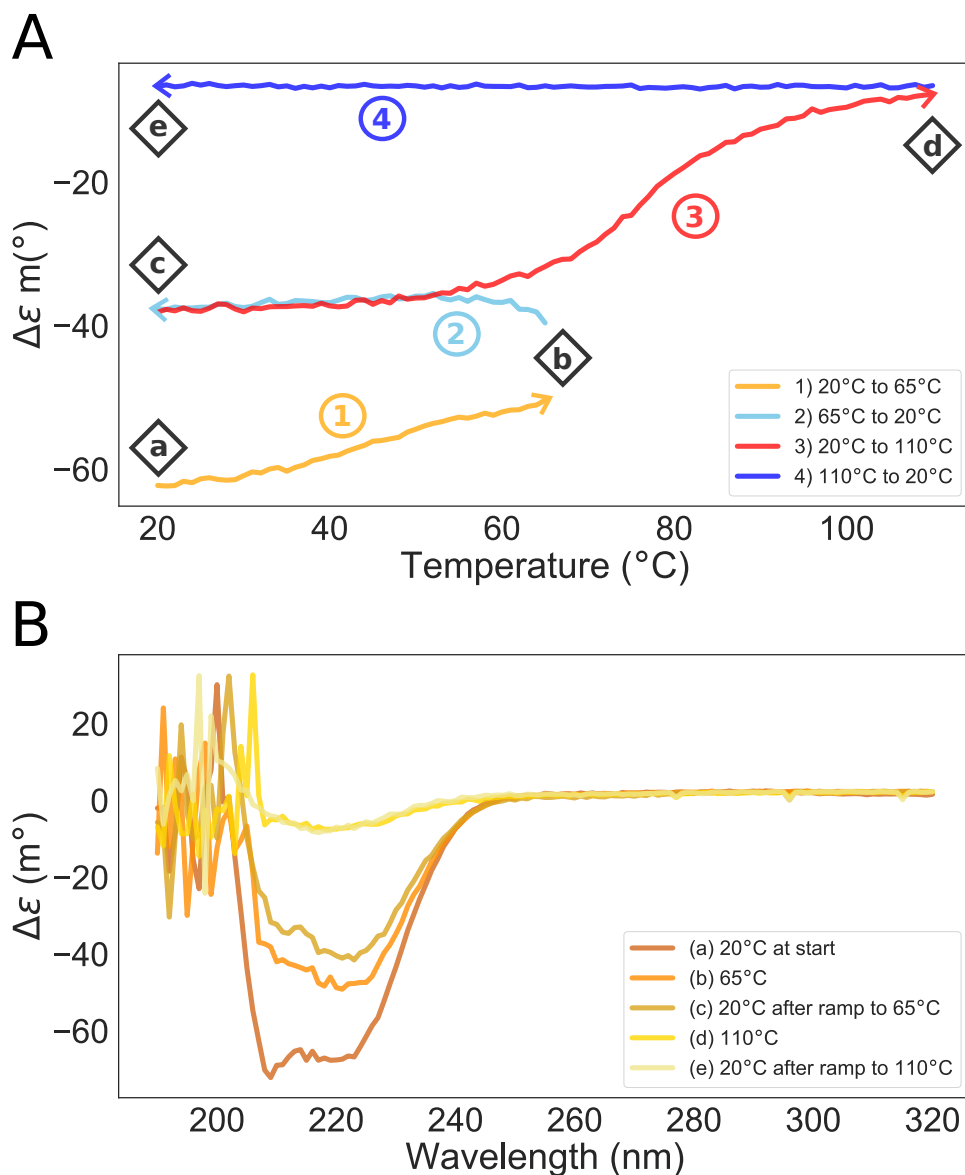 A
e
4
d
−20
3
c
Δε m(°)
−40
2
b
1
a
−60
1) 20°C to 65°C
2) 65°C to 20°C
3) 20°C to 110°C
4) 110°C to 20°C
20 40 60 80 100
Temperature (°C)
B
20
0
−20
−40
−60
Δε (m°)
(a) 20°C at start
(b) 65°C
(c) 20°C after ramp to 65°C
(d) 110°C
(e) 20°C after ramp to 110°C
200 220 240 260 280 300 320
Wavelength (nm)